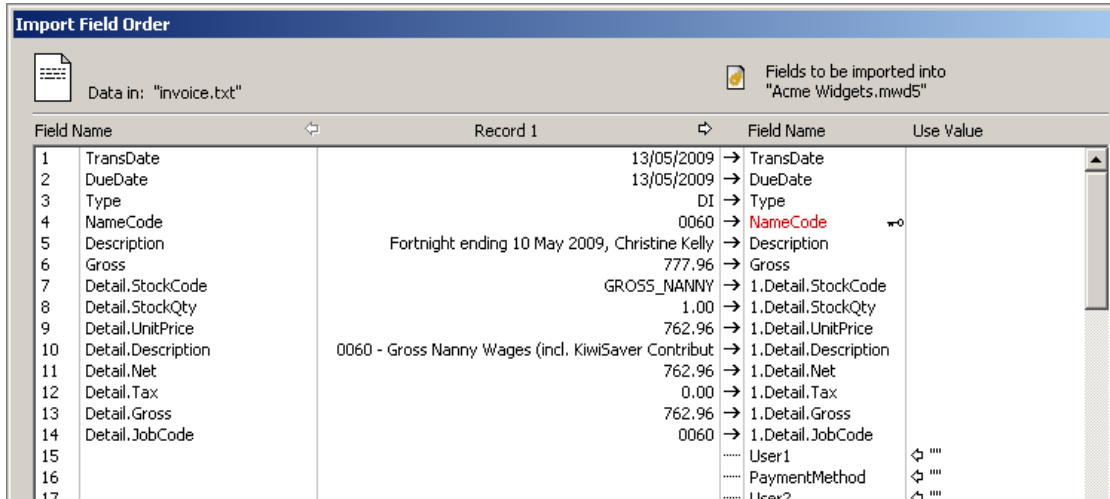 Import Field Order
Data in: "invoice.txt"
Fields to be imported into
"Acme Widgets.mwd5"
Field Name Record 1 Field Name Use Value
1 TransDate 13/05/2009 → TransDate
2 DueDate 13/05/2009 → DueDate
3 Type DI → Type
4 NameCode 0060 → NameCode
5 Description Fortnight ending 10 May 2009, Christine Kelly → Description
6 Gross 777.96 → Gross
7 Detail.StockCode GROSS_NANNY → 1.Detail.StockCode
8 Detail.StockQty 1.00 → 1.Detail.StockQty
9 Detail.UnitPrice 762.96 → 1.Detail.UnitPrice
10 Detail.Description 0060 - Gross Nanny Wages (incl. KiwiSaver Contribut → 1.Detail.Description
11 Detail.Net 762.96 → 1.Detail.Net
12 Detail.Tax 0.00 → 1.Detail.Tax
13 Detail.Gross 762.96 → 1.Detail.Gross
14 Detail.JobCode 0060 → 1.Detail.JobCode
15 User1 ""
16 PaymentMethod ""
17 User2 ""